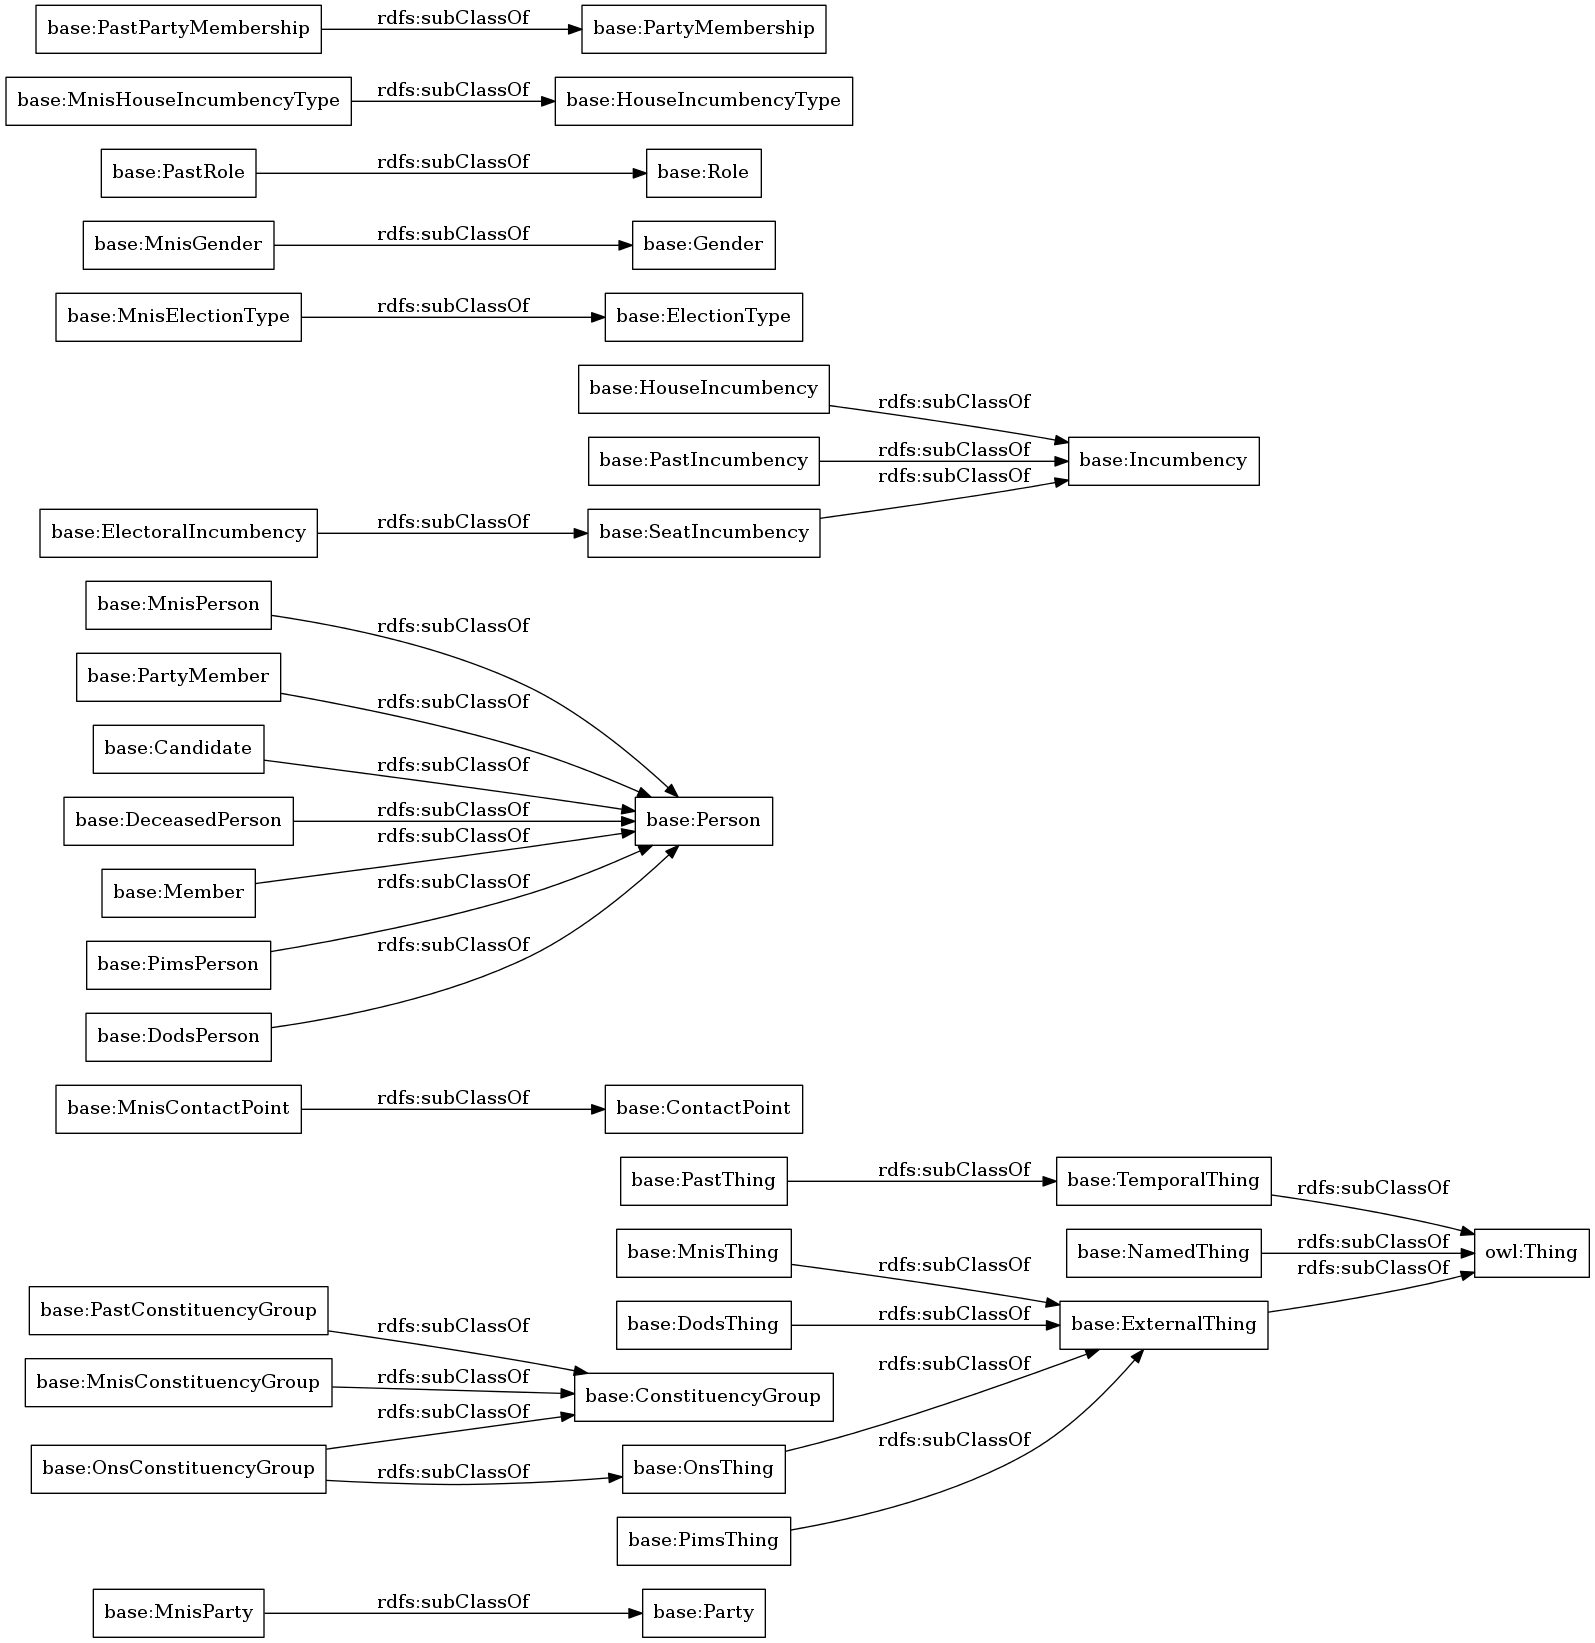 base:PastPartyMembership
rdfs:subClassOf
base:PartyMembership
base:MnisHouseIncumbencyType
rdfs:subClassOf
base:HouseIncumbencyType
base:PastRole
rdfs:subClassOf
base:Role
base:MnisGender
rdfs:subClassOf
base:Gender
base:MnisElectionType
rdfs:subClassOf
base:ElectionType
base:HouseIncumbency
rdfs:subClassOf
base:PastIncumbency
rdfs:subClassOf
base:Incumbency
rdfs:subClassOf
base:ElectoralIncumbency
rdfs:subClassOf
base:SeatIncumbency
base:MnisPerson
rdfs:subClassOf
base:PartyMember
rdfs:subClassOf
base:Candidate
rdfs:subClassOf
base:DeceasedPerson
rdfs:subClassOf
base:Person
rdfs:subClassOf
base:Member
rdfs:subClassOf
base:PimsPerson
rdfs:subClassOf
base:DodsPerson
base:MnisContactPoint
rdfs:subClassOf
base:ContactPoint
base:PastThing
rdfs:subClassOf
base:TemporalThing
rdfs:subClassOf
base:MnisThing
rdfs:subClassOf
base:NamedThing
rdfs:subClassOf
owl:Thing
rdfs:subClassOf
base:PastConstituencyGroup
rdfs:subClassOf
base:DodsThing
rdfs:subClassOf
base:ExternalThing
base:MnisConstituencyGroup
rdfs:subClassOf
base:ConstituencyGroup
rdfs:subClassOf
rdfs:subClassOf
base:OnsConstituencyGroup
rdfs:subClassOf
base:OnsThing
rdfs:subClassOf
base:PimsThing
base:MnisParty
rdfs:subClassOf
base:Party